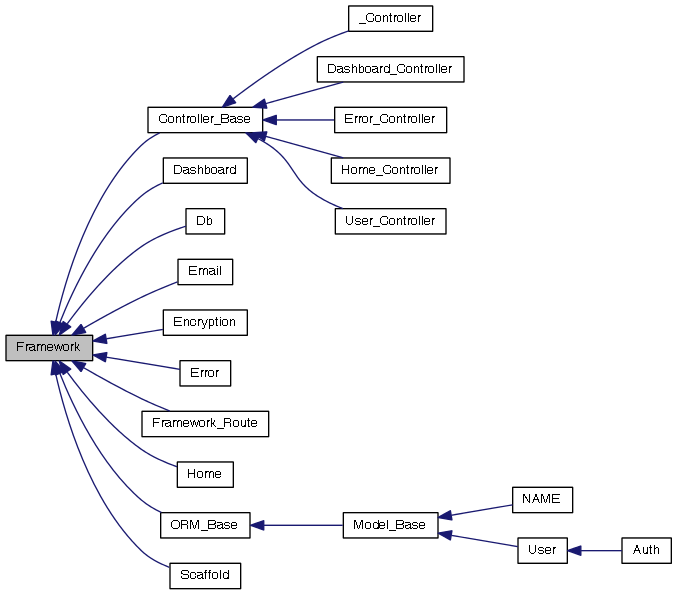 _Controller
Dashboard_Controller
Controller_Base
Error_Controller
Dashboard
Home_Controller
Db
User_Controller
Email
Encryption
Framework
Error
Framework_Route
Home
NAME
ORM_Base
Model_Base
User
Auth
Scaffold